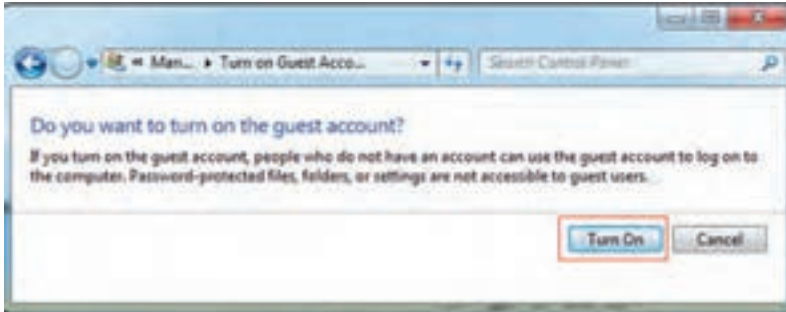 « Man... ▸ Turn on Guest Acco...
Search Control Panel
Do you want to turn on the guest account?
If you turn on the guest account, people who do not have an account can use the guest account to log on to
the computer. Password-protected files, folders, or settings are not accessible to guest users.
Turn On
Cancel